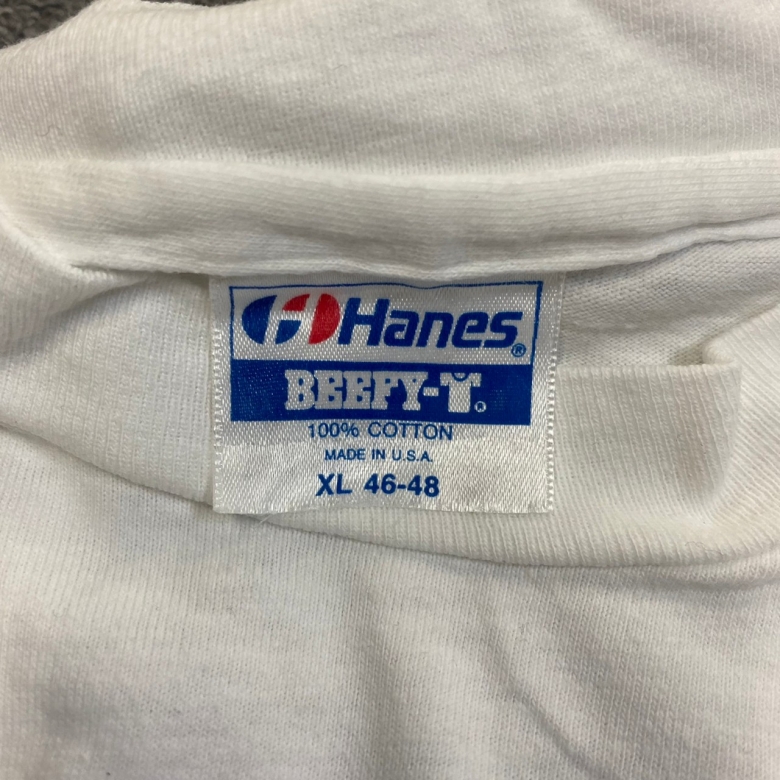 Hanes®
BEEFY-T®
100% COTTON
MADE IN U.S.A.
XL 46-48